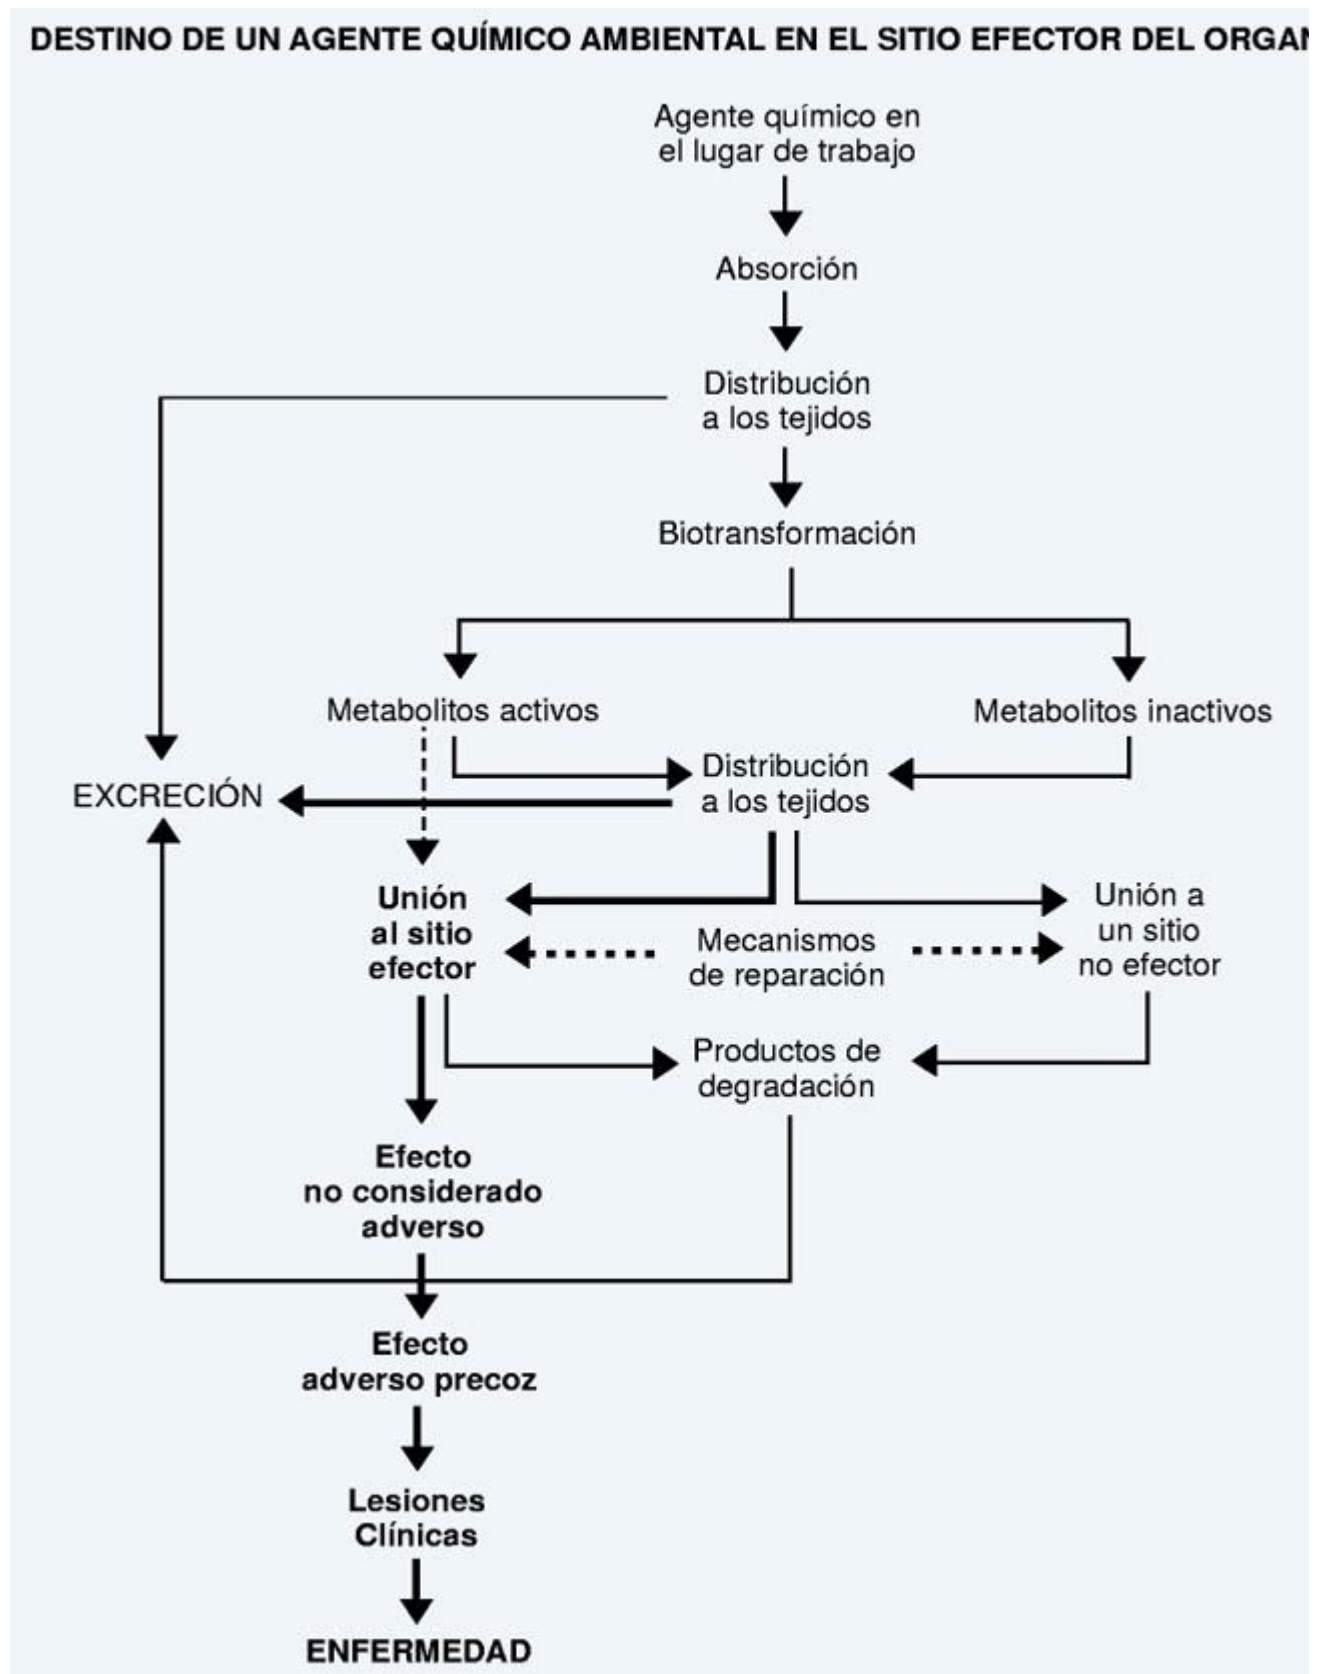 DESTINO DE UN AGENTE QUÍMICO AMBIENTAL EN EL SITIO EFECTOR DEL
Agente químico en
el lugar de trabajo
Absorción
Distribución
a los tejidos
Biotransformación
Metabolitos activos
Metabolitos inactivos
Distribución
a los tejidos
EXCRECIÓN
Unión
al sitio
efector
Mecanismos
de reparación
Unión a
un sitio
no efector
Productos de
degradación
Efecto
no considerado
adverso
Efecto
adverso precoz
Lesiones
Clínicas
ENFERMEDAD